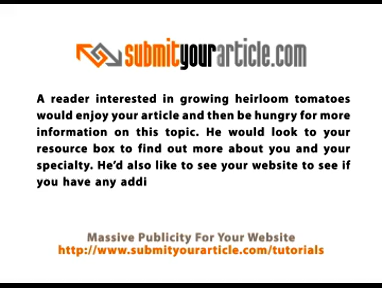 submityourarticle.com
A reader interested in growing heirloom tomatoes
would enjoy your article and then be hungry for more
information on this topic. He would look to your
resource box to find out more about you and your
specialty. He'd also like to see your website to see if
you have any addi
Massive Publicity For Your Website
http://www.submityourarticle.com/tutorials